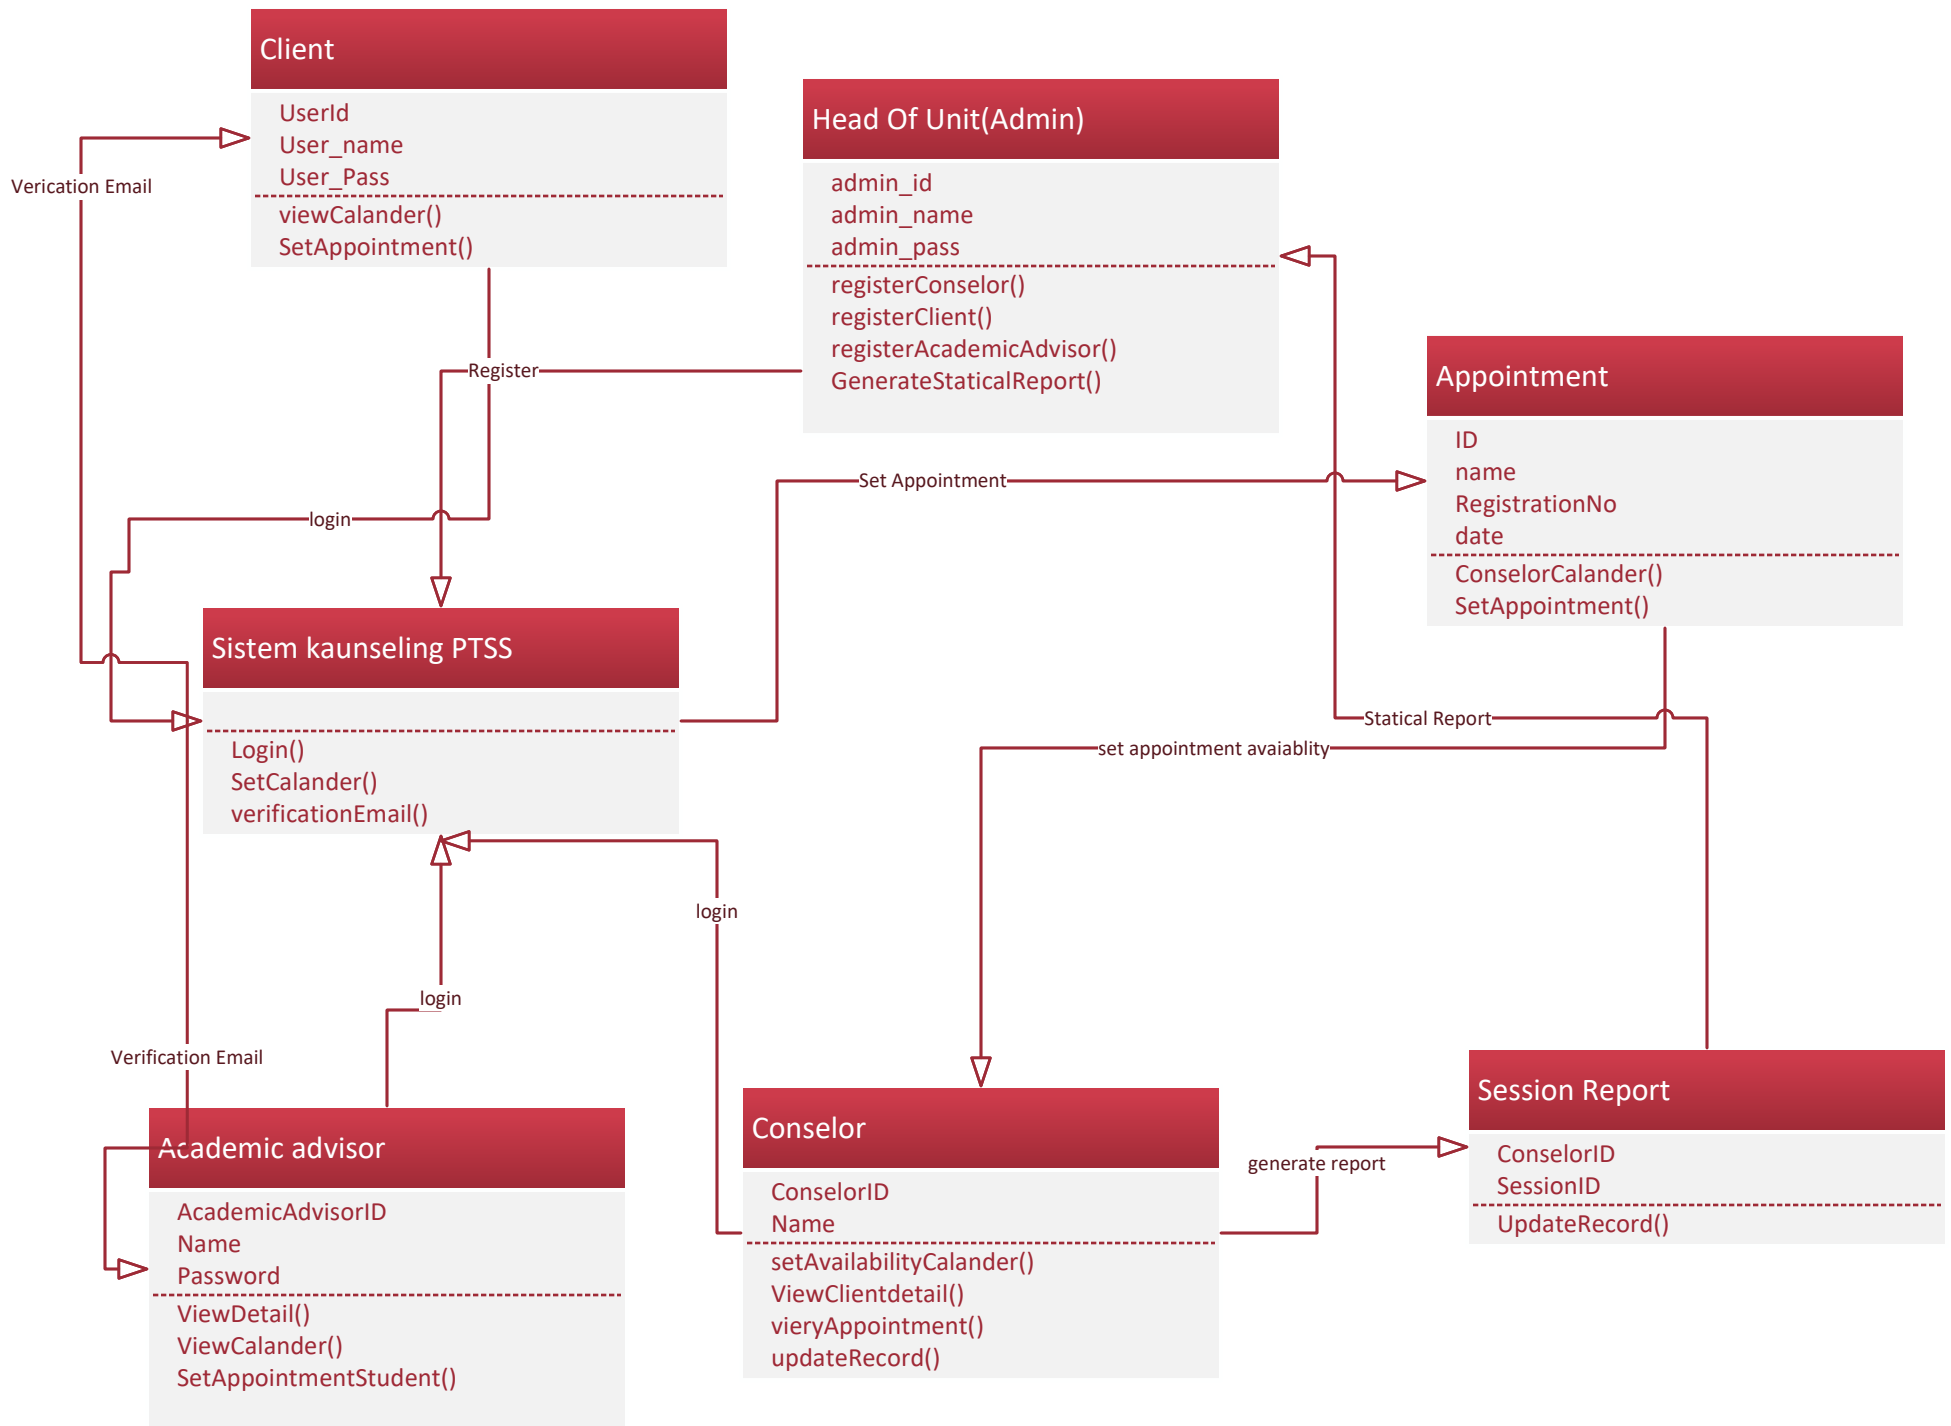 Client
UserId
User_name
User_Pass
viewCalander()
SetAppointment()
Head Of Unit(Admin)
admin_id
admin_name
admin_pass
registerConselor()
registerClient()
registerAcademicAdvisor()
GenerateStaticalReport()
Verication Email
Register
Appointment
ID
name
RegistrationNo
date
ConselorCalander()
SetAppointment()
Set Appointment
login
Sistem kaunseling PTSS
Login()
SetCalander()
verificationEmail()
Statical Report
set appointment avaiablity
login
login
Verification Email
Academic advisor
AcademicAdvisorID
Name
Password
ViewDetail()
ViewCalander()
SetAppointmentStudent()
Conselor
ConselorID
Name
setAvailabilityCalander()
ViewClientdetail()
vieryAppointment()
updateRecord()
generate report
Session Report
ConselorID
SessionID
UpdateRecord()